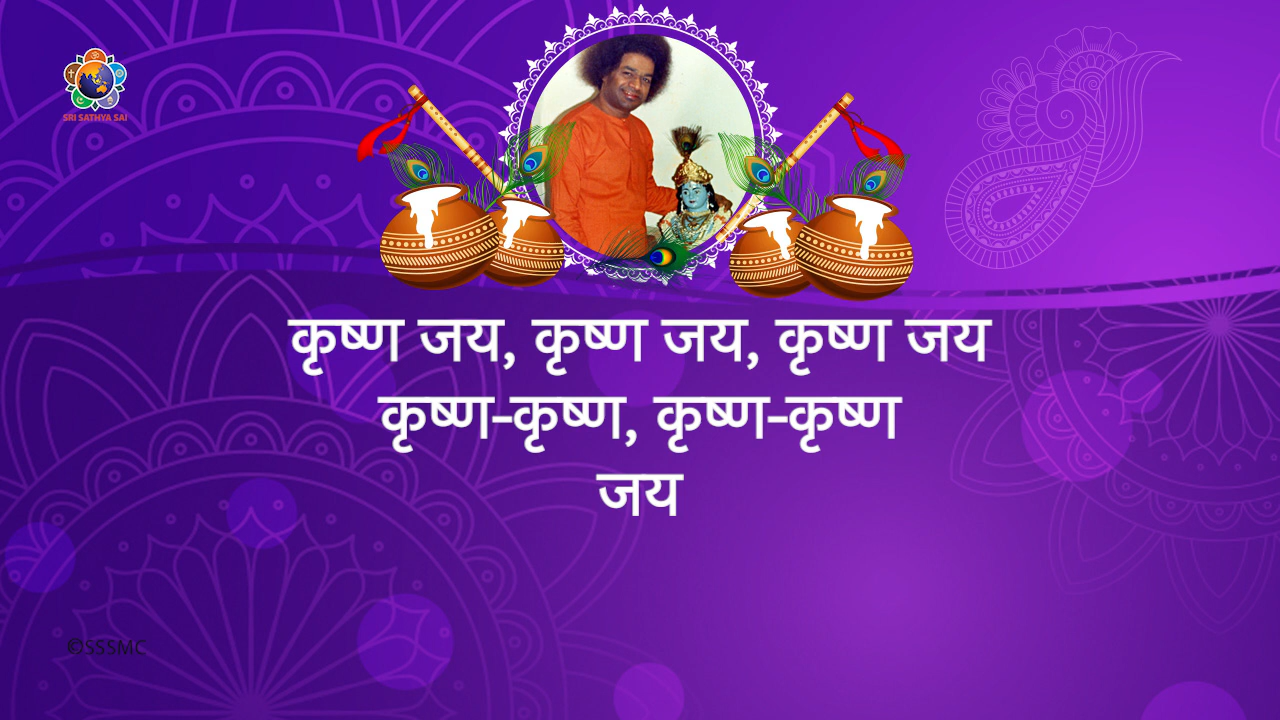 SRI SATHYA SAI
कृष्ण जय, कृष्ण जय, कृष्ण जय
कृष्ण-कृष्ण, कृष्ण-कृष्ण
जय
©SSSMC